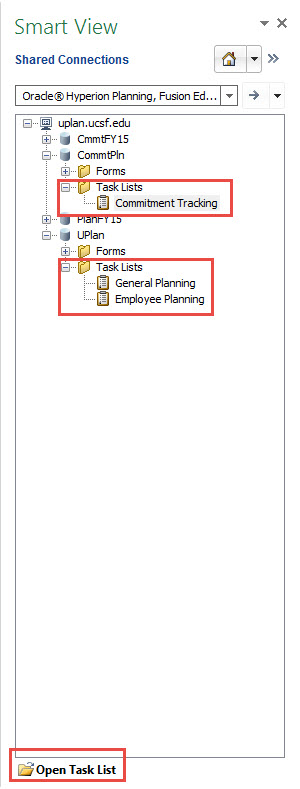 Smart View
Shared Connections
Oracle® Hyperion Planning, Fusion Ed...
uplan.ucsf.edu
CmmtFY15
CommtPln
Forms
Task Lists
Commitment Tracking
PlanFY15
UPlan
Forms
Task Lists
General Planning
Employee Planning
Open Task List